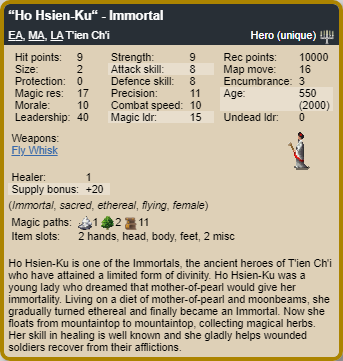 “Ho Hsien-Ku“ - Immortal
EA, MA, LA T'ien Ch'i Hero (unique)
Hit points: 9 Strength: 9 Rec points: 10000
Size: 2 Attack skill: 8 Map move: 16
Protection: 0 Defence skill: 8 Encumbrance: 3
Magic res: 17 Precision: 11 Age: 550
Morale: 10 Combat speed: 10 (2000)
Leadership: 40 Magic ldr: 15 Undead ldr: 0
Weapons:
Fly Whisk
Healer: 1
Supply bonus: +20
(Immortal, sacred, ethereal, flying, female)
Magic paths: 1 2 11
Item slots: 2 hands, head, body, feet, 2 misc
Ho Hsien-Ku is one of the Immortals, the ancient heroes of T'ien Ch'i
who have attained a limited form of divinity. Ho Hsien-Ku was a
young lady who dreamed that mother-of-pearl would give her
immortality. Living on a diet of mother-of-pearl and moonbeams, she
gradually turned ethereal and finally became an Immortal. Now she
floats from mountaintop to mountaintop, collecting magical herbs.
Her skill in healing is well known and she gladly helps wounded
soldiers recover from their afflictions.